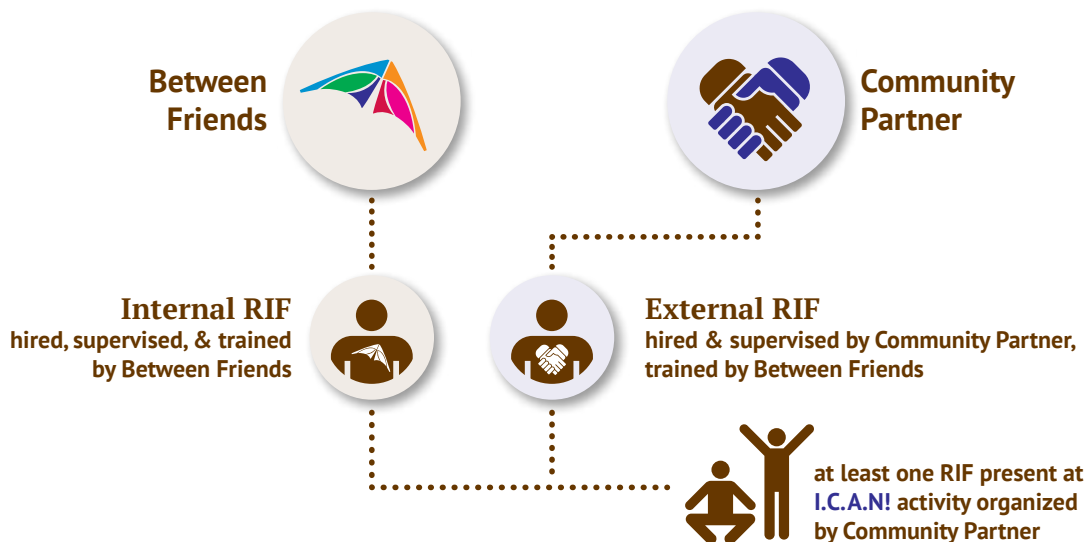 Between
Friends
Community
Partner
Internal RIF
hired, supervised, & trained
by Between Friends
External RIF
hired & supervised by Community Partner,
trained by Between Friends
at least one RIF present at
I.C.A.N! activity organized
by Community Partner